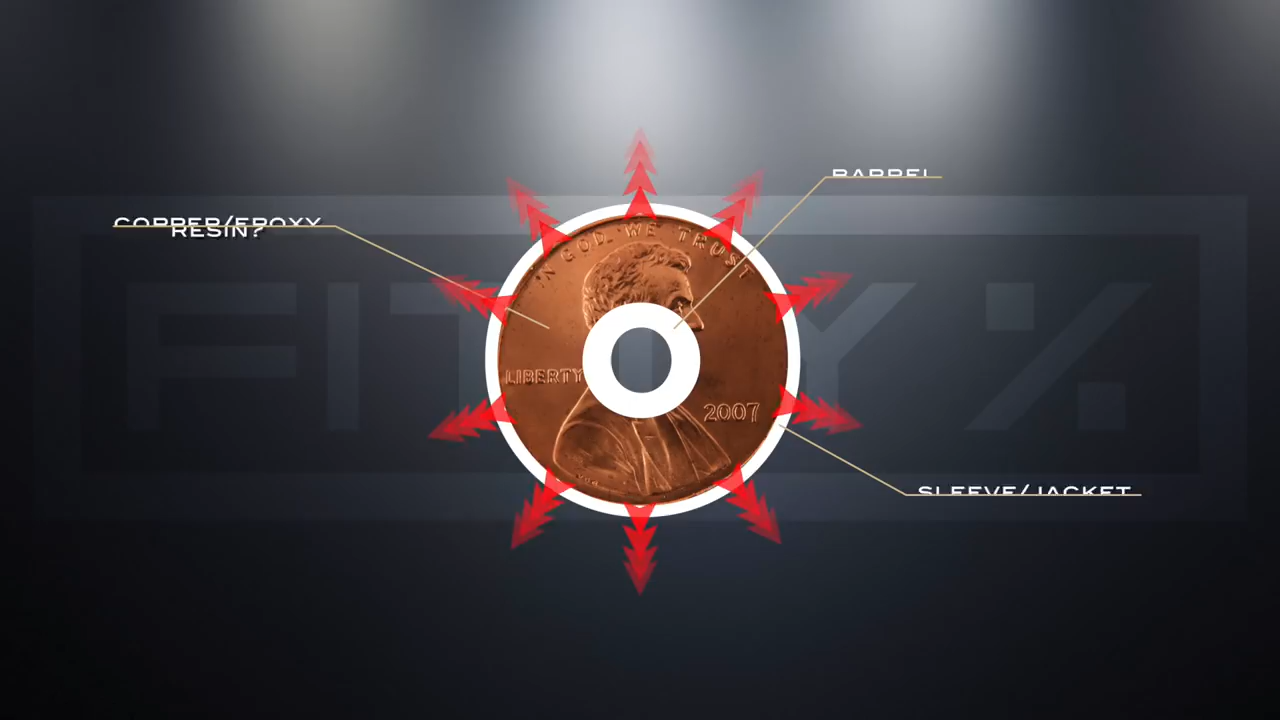 BARREL
COPPER/EPOXY
RESIN?
IN GOD WE TRUST
LIBERTY
2007
SLEEVE/JACKET